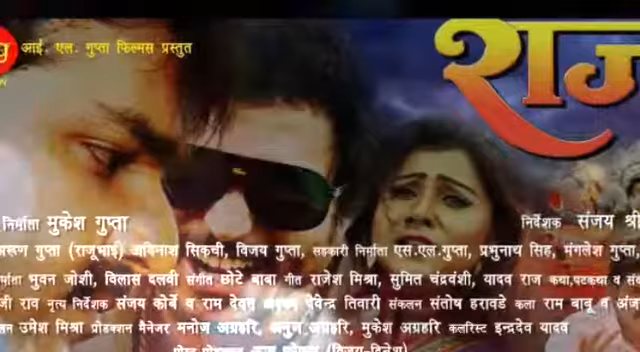 आई. एल. गुप्ता फिल्मस प्रस्तुत
राज
निर्माता मुकेश गुप्ता
निर्देशक संजय श्री
अरूण गुप्ता (राजूभाई) अविनाश सिकची, विजय गुप्ता, सहकारी निर्माता एस.एल.गुप्ता, प्रभुनाथ सिंह, मंगलेश गुप्ता,
भुवन जोशी, विलास दलवी संगीत छोटे बाबा गीत राजेश मिश्रा, सुमित चंद्रवंशी, यादव राज कथा,पटकथा व
राव नृत्य निर्देशक संजय कोर्बे व राम देवन देवेन्द्र तिवारी संकलन संतोष हरावडे कला राम बाबू व
उमेश मिश्रा प्रोडक्शन मैनेजर मनोज अग्रहरि, अग्रहरि, मुकेश अग्रहरि कलरिस्ट इन्द्रदेव यादव